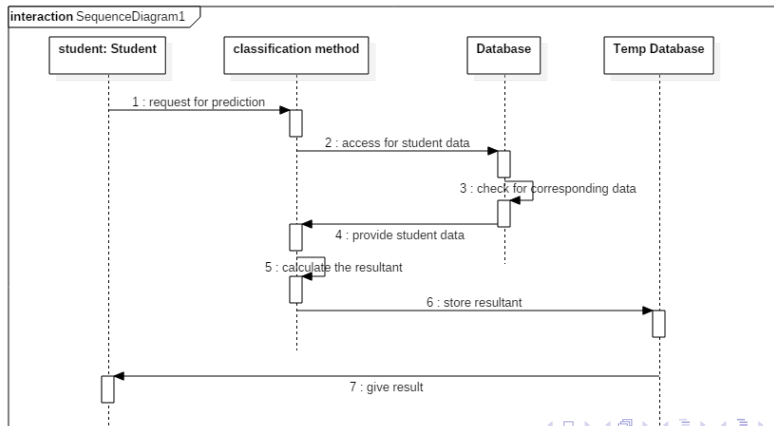 interaction SequenceDiagram1
student: Student
classification method
Database
Temp Database
1 : request for prediction
2 : access for student data
3 : check for corresponding data
4 : provide student data
5 : calculate the resultant
6 : store resultant
7 : give result